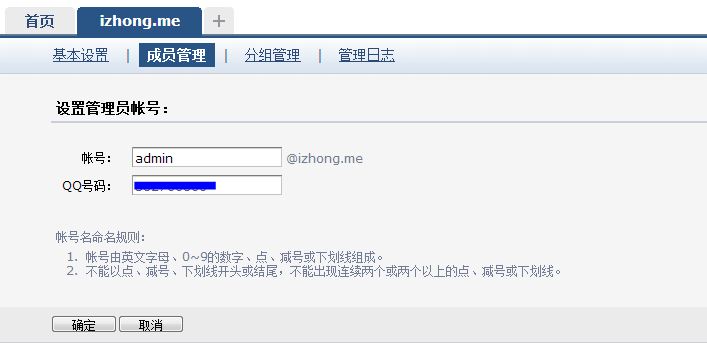 首页 izhong.me +
基本设置 | 成员管理 | 分组管理 | 管理日志
设置管理员帐号：
帐号： admin @izhong.me
QQ号码：
帐号名命名规则：
1. 帐号由英文字母、0~9的数字、点、减号或下划线组成。
2. 不能以点、减号、下划线开头或结尾，不能出现连续两个或两个以上的点、减号或下划线。
确定 取消